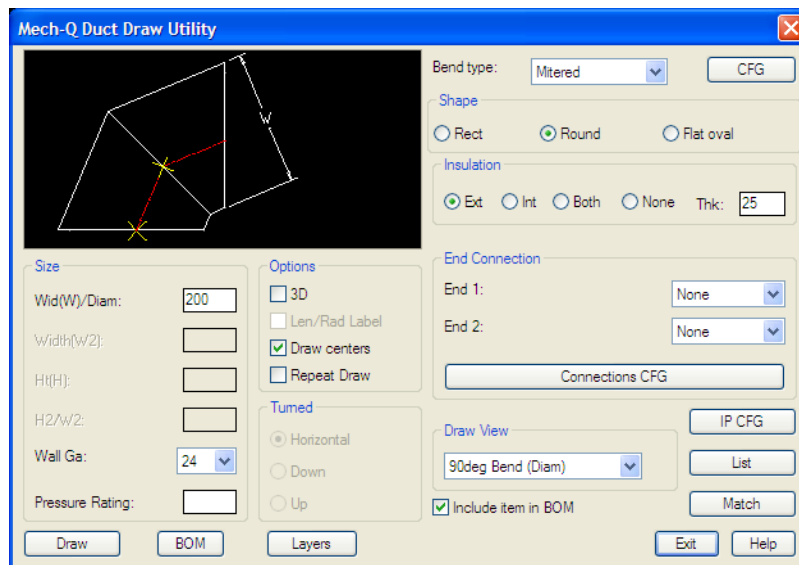 Mech-Q Duct Draw Utility
W
Bend type:
Mitered
CFG
Shape
Rect
Round
Flat oval
Insulation
Ext
Int
Both
None
Thk:
25
Size
Wid(W)/Diam:
200
Width(W2):
Ht(H):
H2/W2:
Wall Ga:
24
Pressure Rating:
Options
3D
Len/Rad Label
Draw centers
Repeat Draw
Turned
Horizontal
Down
Up
End Connection
End 1:
None
End 2:
None
Connections CFG
Draw View
90deg Bend (Diam)
Include item in BOM
IP CFG
List
Match
Draw
BOM
Layers
Exit
Help